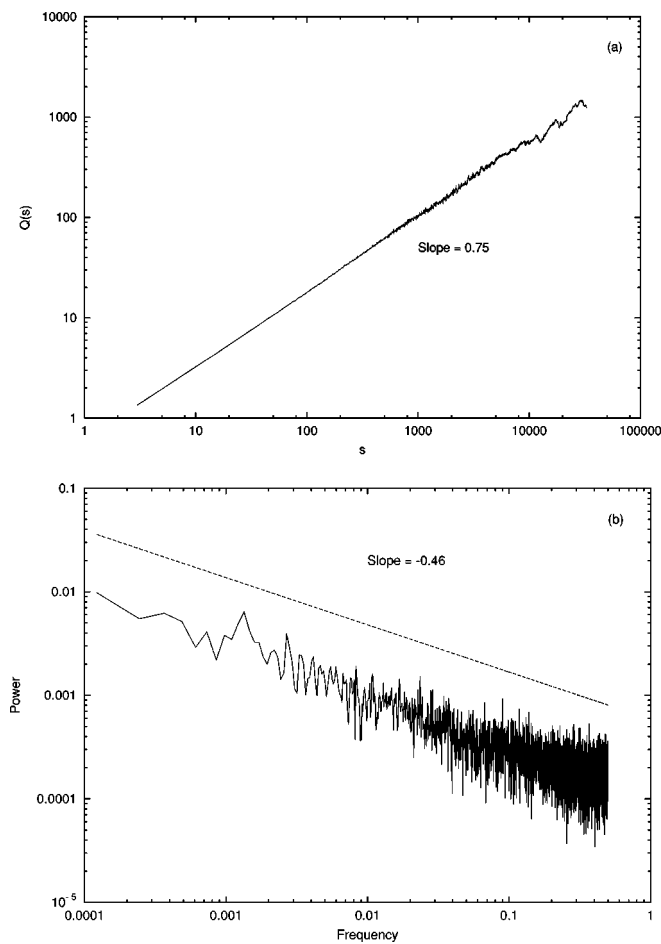 10000
(a)
1000
100
Q(s)
Slope = 0.75
10
1
1 10 100 1000 10000 100000
s
0.1
(b)
Slope = -0.46
0.01
0.001
Power
0.0001
10⁻⁵
0.0001 0.001 0.01 0.1 1
Frequency